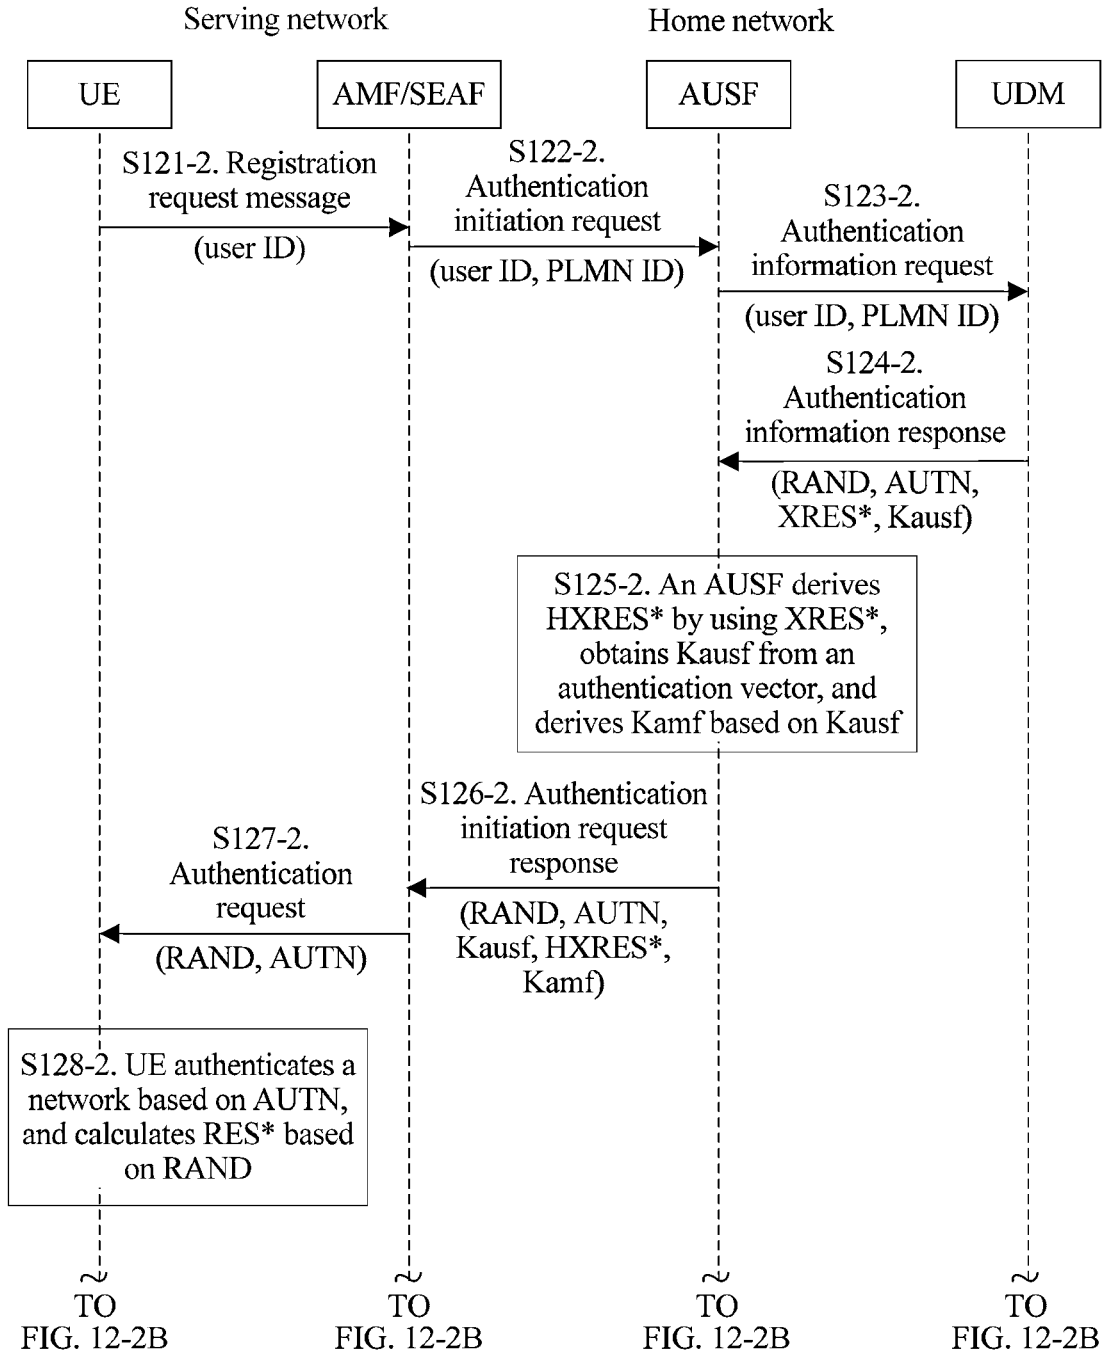 Serving network
Home network
UE
AMF/SEAF
AUSF
UDM
S121-2. Registration
request message
(user ID)
S122-2.
Authentication
initiation request
(user ID, PLMN ID)
S123-2.
Authentication
information request
(user ID, PLMN ID)
S124-2.
Authentication
information response
(RAND, AUTN,
XRES*, Kausf)
S125-2. An AUSF derives
HXRES* by using XRES*,
obtains Kausf from an
authentication vector, and
derives Kamf based on Kausf
S126-2. Authentication
initiation request
response
(RAND, AUTN,
Kausf, HXRES*,
Kamf)
S127-2.
Authentication
request
(RAND, AUTN)
S128-2. UE authenticates a
network based on AUTN,
and calculates RES* based
on RAND
TO
FIG. 12-2B
TO
FIG. 12-2B
TO
FIG. 12-2B
TO
FIG. 12-2B